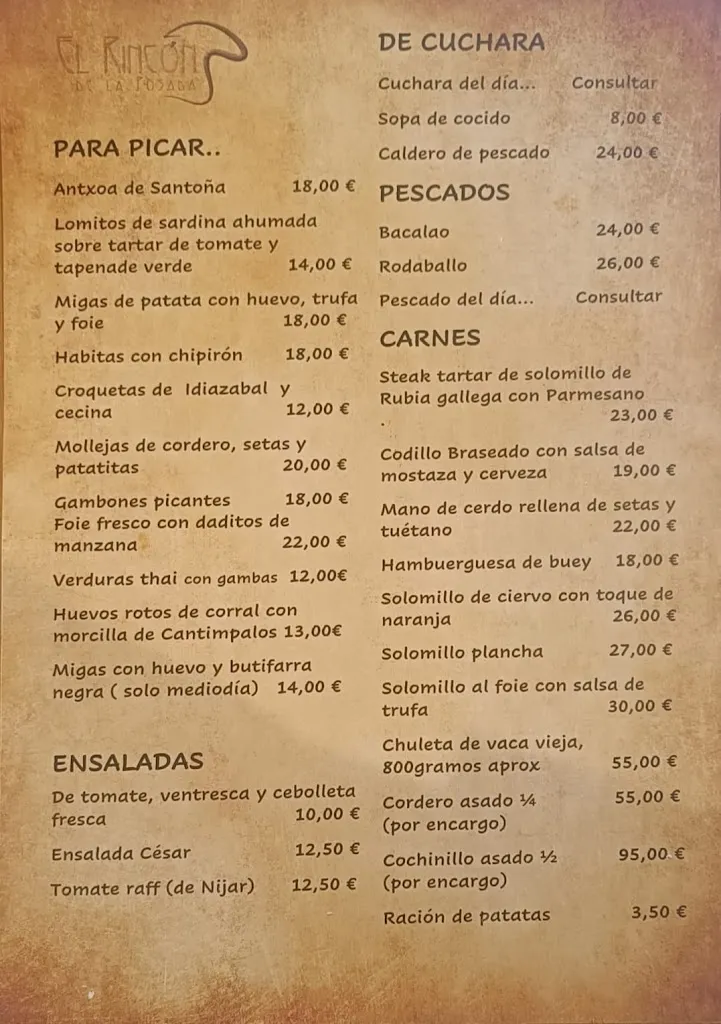 El Rincón
DE LA POSADA
PARA PICAR..
Antxoa de Santoña 18,00 €
Lomitos de sardina ahumada
sobre tartar de tomate y
tapenade verde 14,00 €
Migas de patata con huevo, trufa
y foie 18,00 €
Habitas con chipirón 18,00 €
Croquetas de Idiazabal y
cecina 12,00 €
Mollejas de cordero, setas y
patatitas 20,00 €
Gambones picantes 18,00 €
Foie fresco con daditos de
manzana 22,00 €
Verduras thai con gambas 12,00€
Huevos rotos de corral con
morcilla de Cantimpalos 13,00€
Migas con huevo y butifarra
negra ( solo mediodía) 14,00 €
ENSALADAS
De tomate, ventresca y cebolleta
fresca 10,00 €
Ensalada César 12,50 €
Tomate raff (de Nijar) 12,50 €
DE CUCHARA
Cuchara del día... Consultar
Sopa de cocido 8,00 €
Caldero de pescado 24,00 €
PESCADOS
Bacalao 24,00 €
Rodaballo 26,00 €
Pescado del día... Consultar
CARNES
Steak tartar de solomillo de
Rubia gallega con Parmesano
23,00 €
.
Codillo Braseado con salsa de
mostaza y cerveza 19,00 €
Mano de cerdo rellena de setas y
tuétano 22,00 €
Hambuerguesa de buey 18,00 €
Solomillo de ciervo con toque de
naranja 26,00 €
Solomillo plancha 27,00 €
Solomillo al foie con salsa de
trufa 30,00 €
Chuleta de vaca vieja,
800gramos aprox 55,00 €
Cordero asado ¼ 55,00 €
(por encargo)
Cochinillo asado ½ 95,00 €
(por encargo)
Ración de patatas 3,50 €